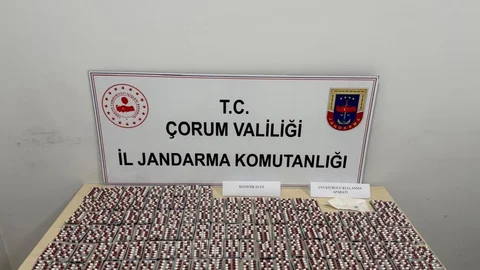 T.C.
ÇORUM VALİLİĞİ
İL JANDARMA KOMUTANLIĞI